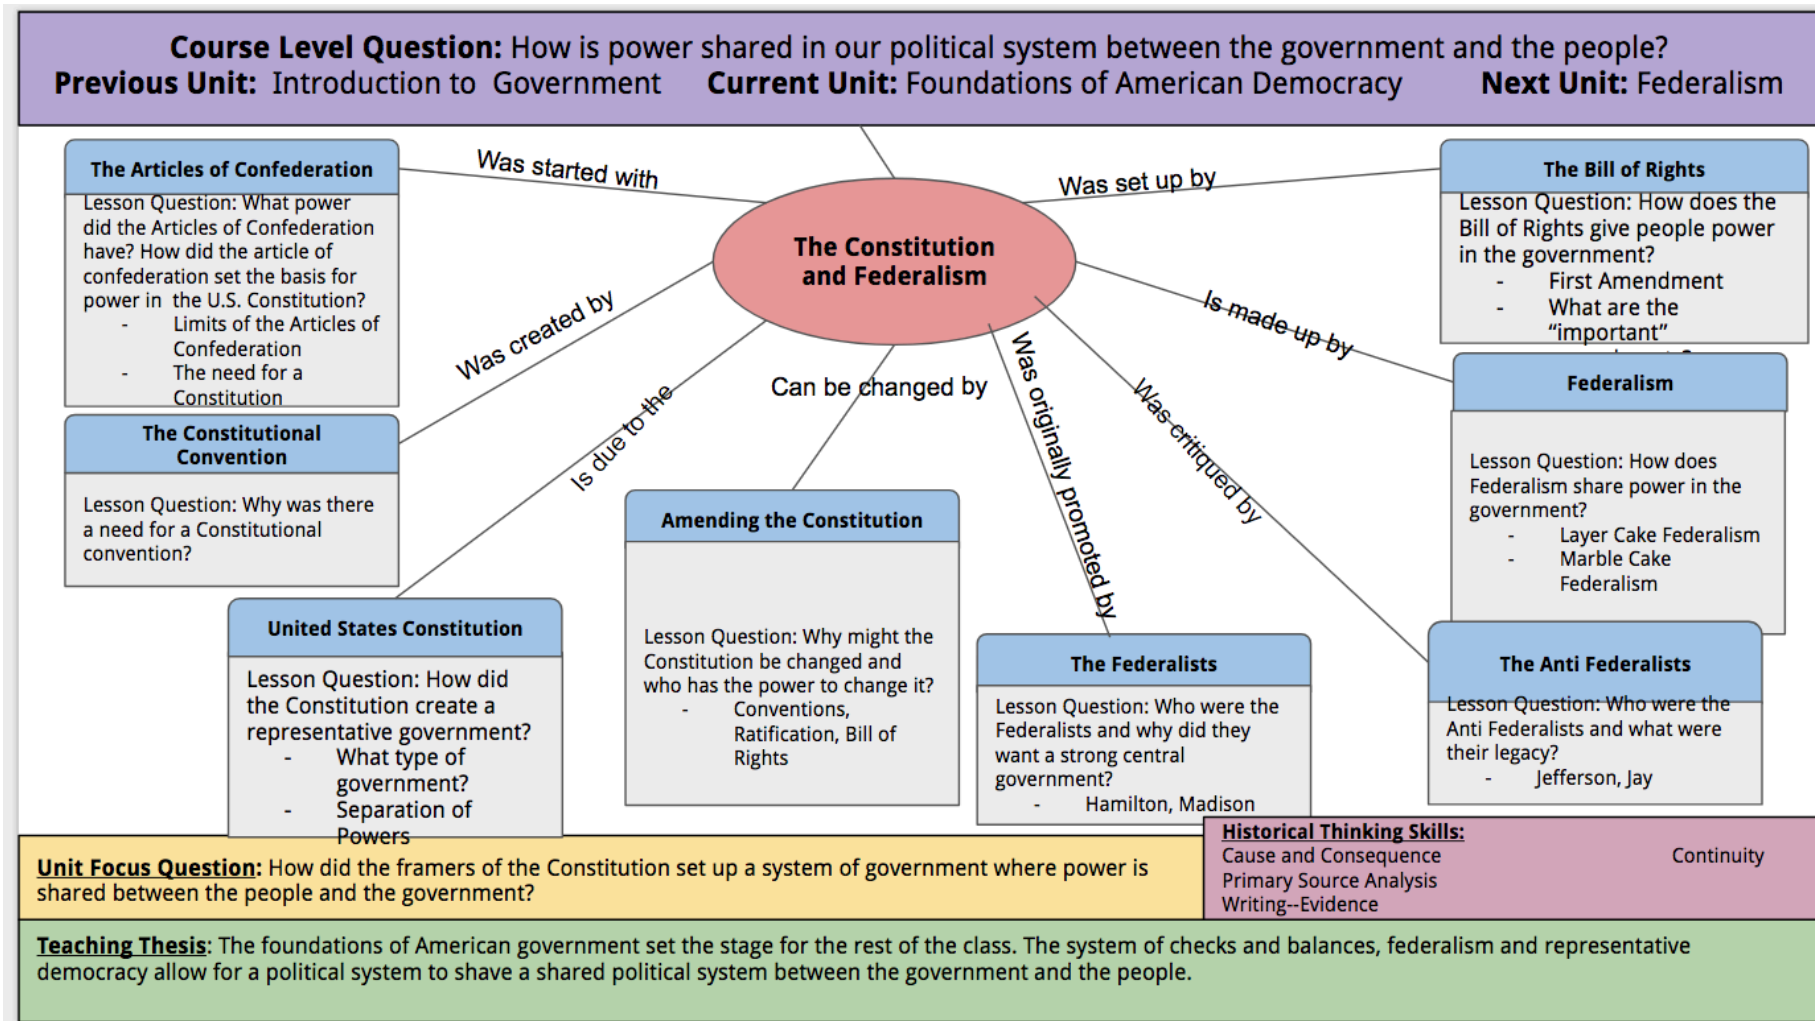 Course Level Question: How is power shared in our political system between the government and the people?
Previous Unit: Introduction to Government Current Unit: Foundations of American Democracy Next Unit: Federalism
The Articles of Confederation
Lesson Question: What power
did the Articles of Confederation
have? How did the article of
confederation set the basis for
power in the U.S. Constitution?
- Limits of the Articles of
Confederation
- The need for a
Constitution
Was started with
The Constitution
and Federalism
Was set up by
The Bill of Rights
Lesson Question: How does the
Bill of Rights give people power
in the government?
- First Amendment
- What are the
“important”
Was created by
The Constitutional
Convention
Lesson Question: Why was there
a need for a Constitutional
convention?
Is due to the
United States Constitution
Lesson Question: How did
the Constitution create a
representative government?
- What type of
government?
- Separation of
Powers
Can be changed by
Amending the Constitution
Lesson Question: Why might the
Constitution be changed and
who has the power to change it?
- Conventions,
Ratification, Bill of
Rights
Was originally promoted by
The Federalists
Lesson Question: Who were the
Federalists and why did they
want a strong central
government?
- Hamilton, Madison
Was critiqued by
The Anti Federalists
Lesson Question: Who were the
Anti Federalists and what were
their legacy?
- Jefferson, Jay
Is made up by
Federalism
Lesson Question: How does
Federalism share power in the
government?
- Layer Cake Federalism
- Marble Cake
Federalism
Unit Focus Question: How did the framers of the Constitution set up a system of government where power is
shared between the people and the government?
Historical Thinking Skills:
Cause and Consequence Continuity
Primary Source Analysis
Writing--Evidence
Teaching Thesis: The foundations of American government set the stage for the rest of the class. The system of checks and balances, federalism and representative
democracy allow for a political system to shave a shared political system between the government and the people.